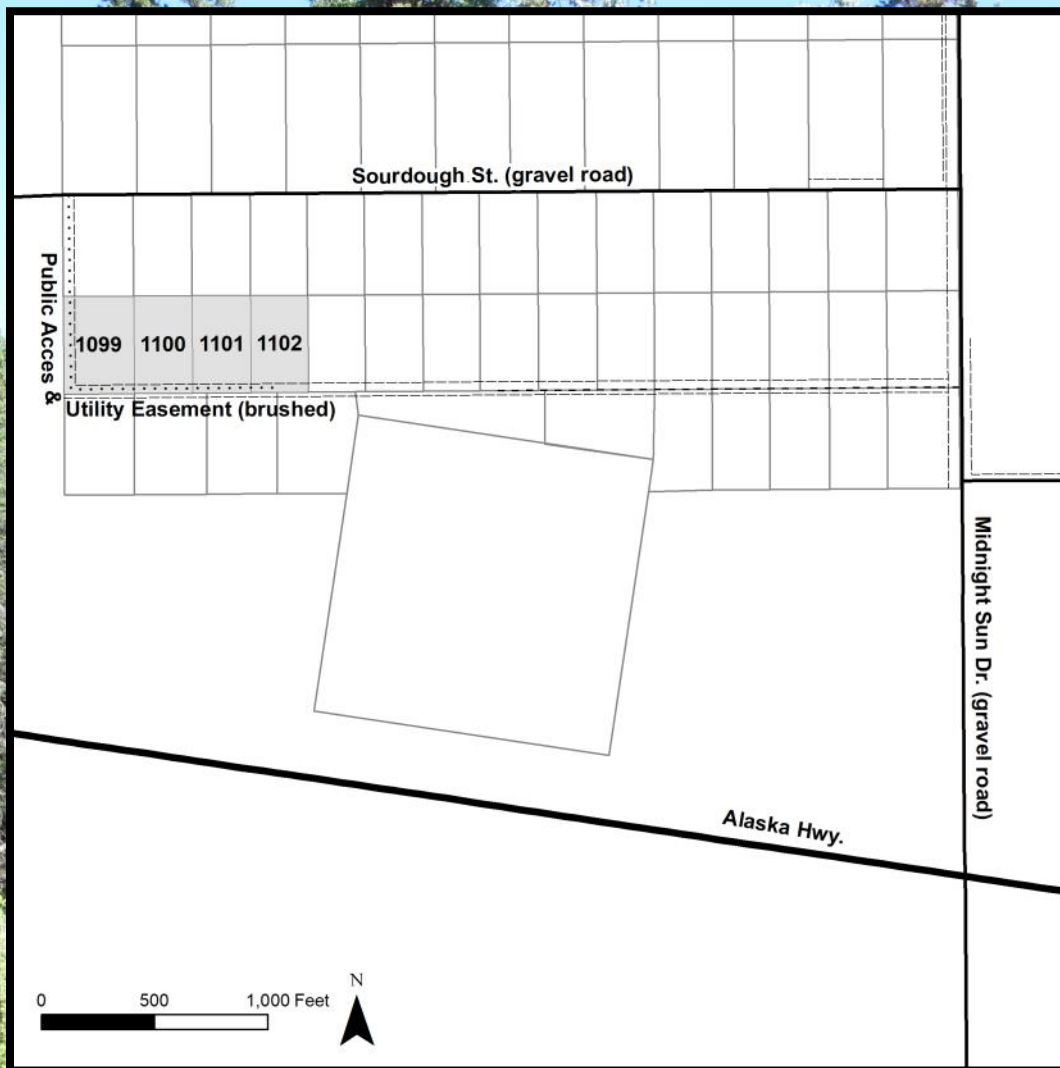 Sourdough St. (gravel road)
Public Acces &
1099
1100
1101
1102
Utility Easement (brushed)
Midnight Sun Dr. (gravel road)
Alaska Hwy.
0
500
1,000 Feet
N